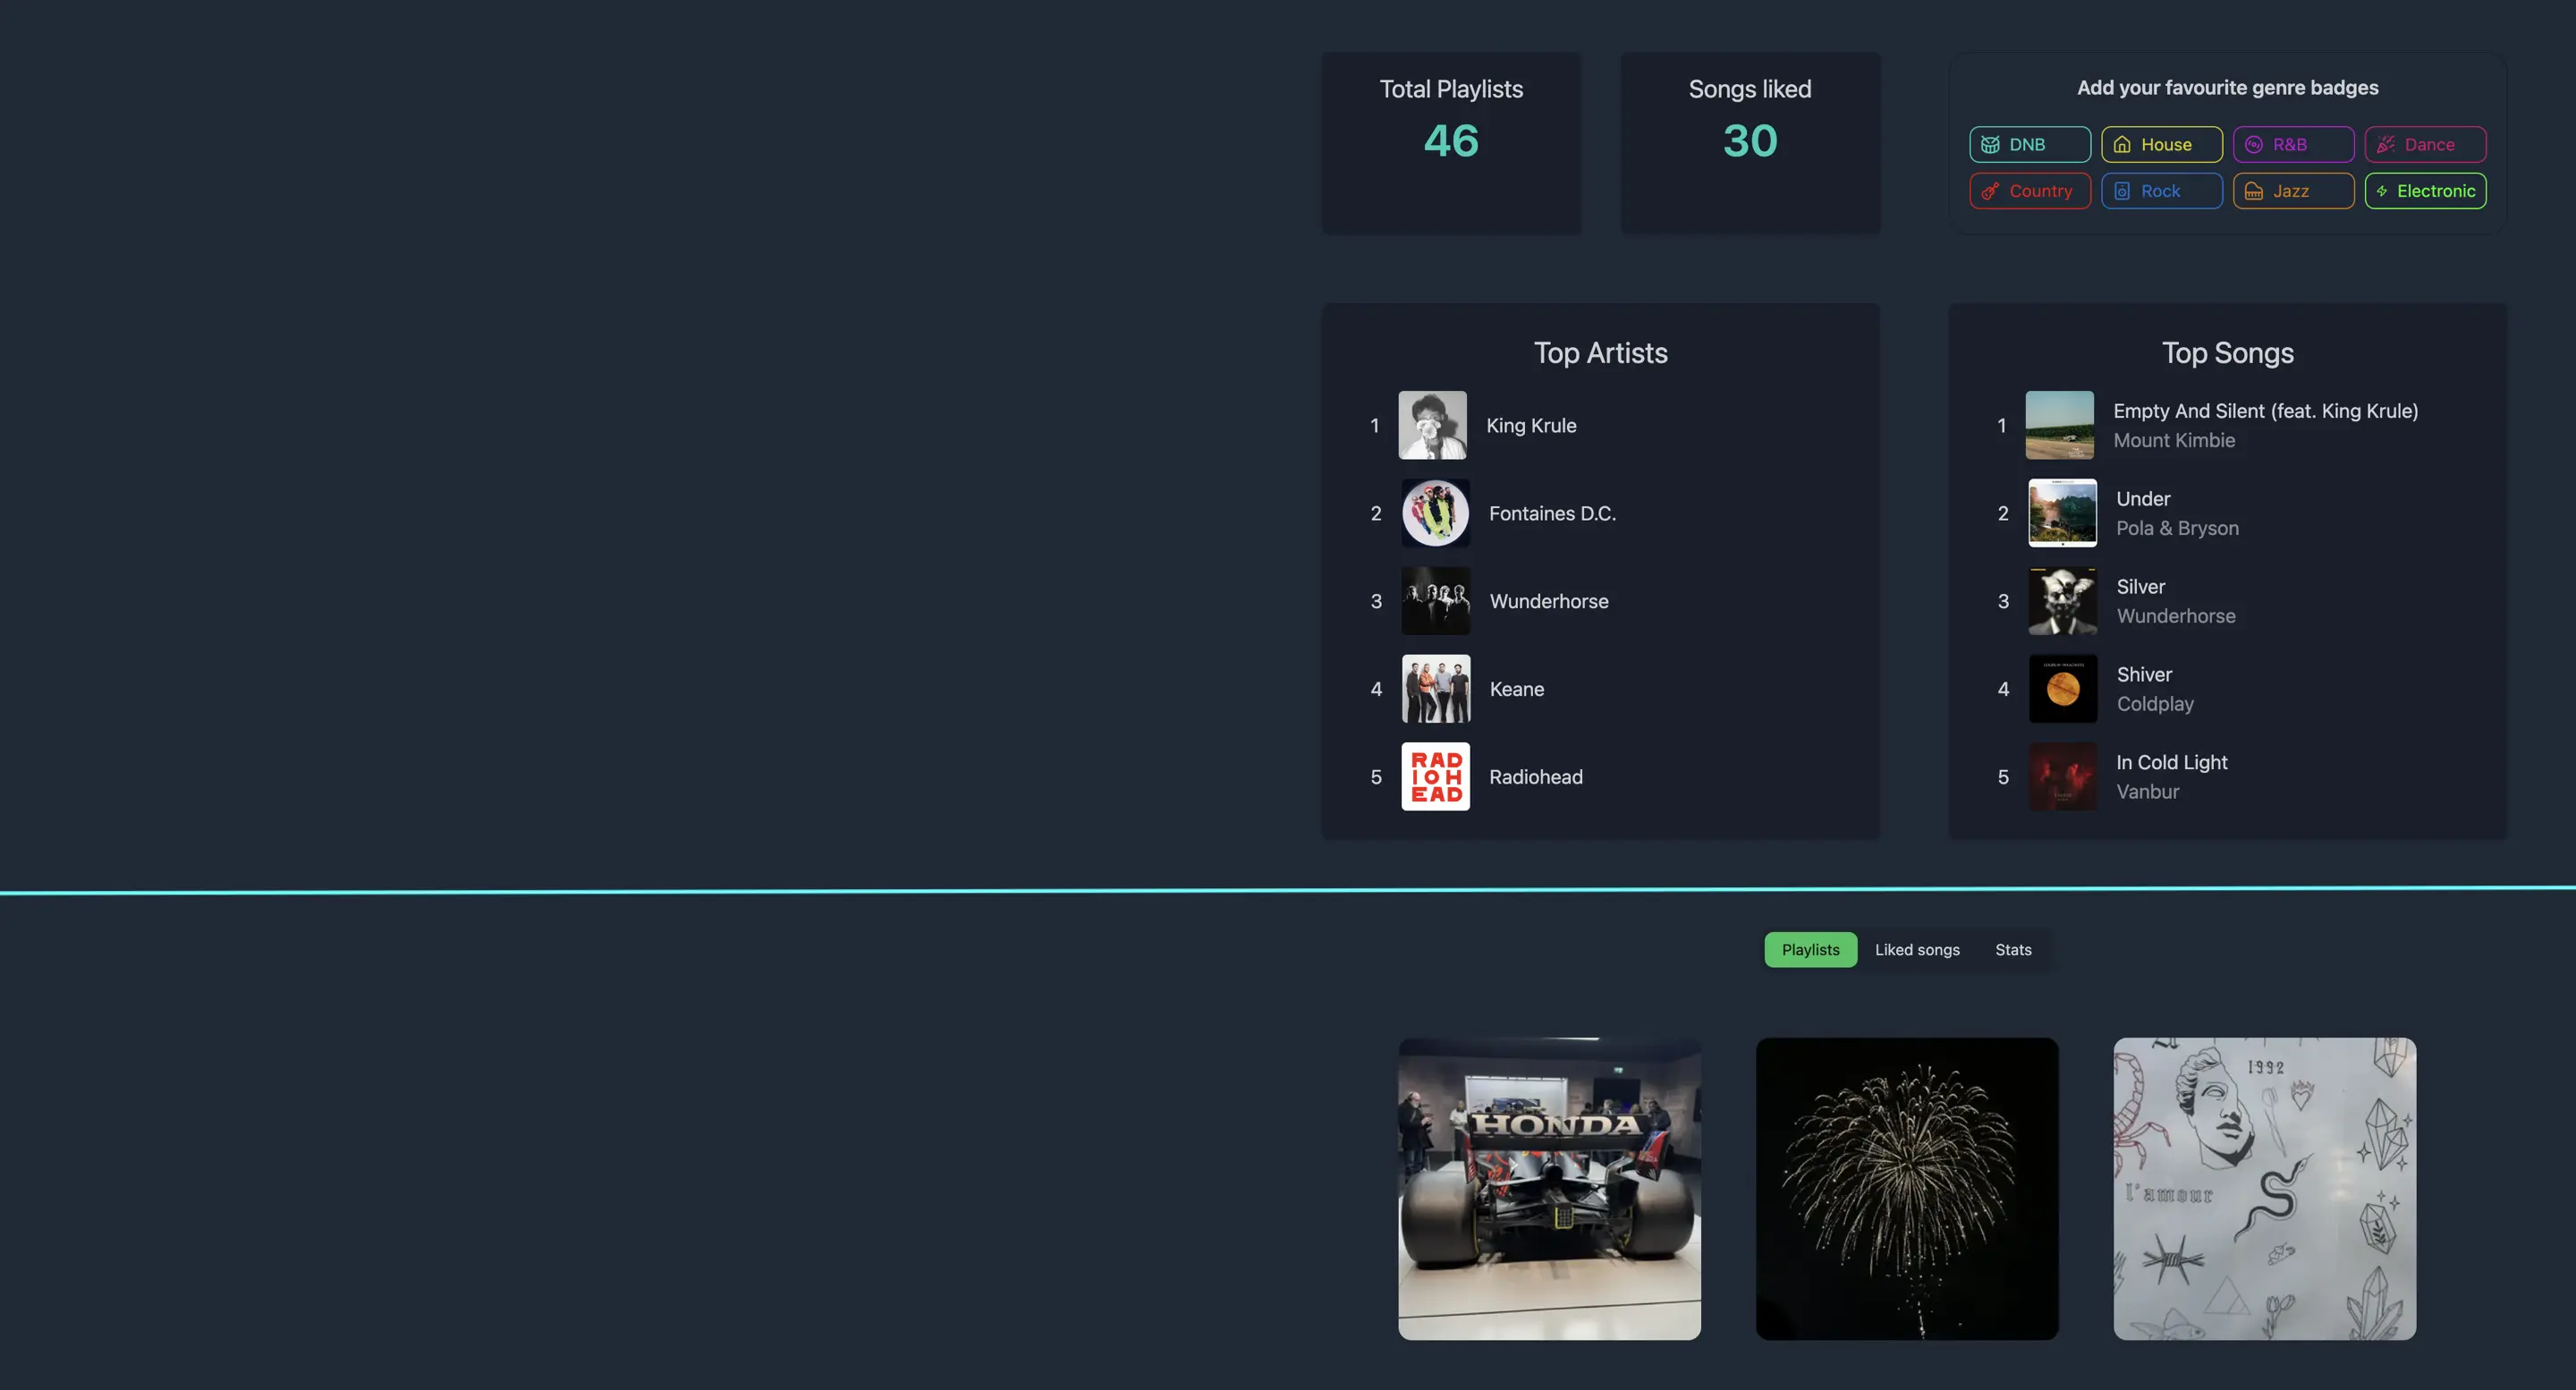 Total Playlists
46
Songs liked
30
Add your favourite genre badges
DNB
House
R&B
Dance
Country
Rock
Jazz
Electronic
Top Artists
1
King Krule
2
Fontaines D.C.
3
Wunderhorse
4
Keane
5
RAD
IOH
EAD
Radiohead
Top Songs
1
Empty And Silent (feat. King Krule)
Mount Kimbie
2
Under
Pola & Bryson
3
Silver
Wunderhorse
4
Shiver
Coldplay
5
In Cold Light
Vanbur
Playlists
Liked songs
Stats
HONDA
1992
l'amour